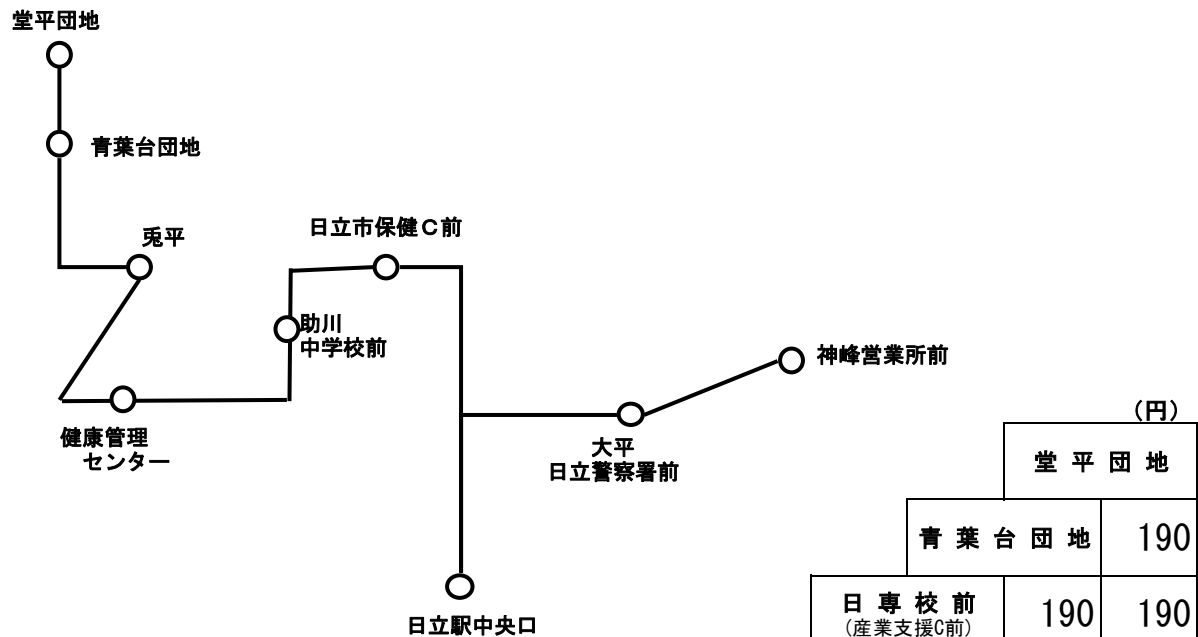 堂平団地
青葉台団地
兎平
日立市保健C前
助川
中学校前
神峰営業所前
健康管理
センター
大平
日立警察署前
日立駅中央口
(円)
堂平団地
青葉台団地 190
日専校前 190 190
(産業支援C前)